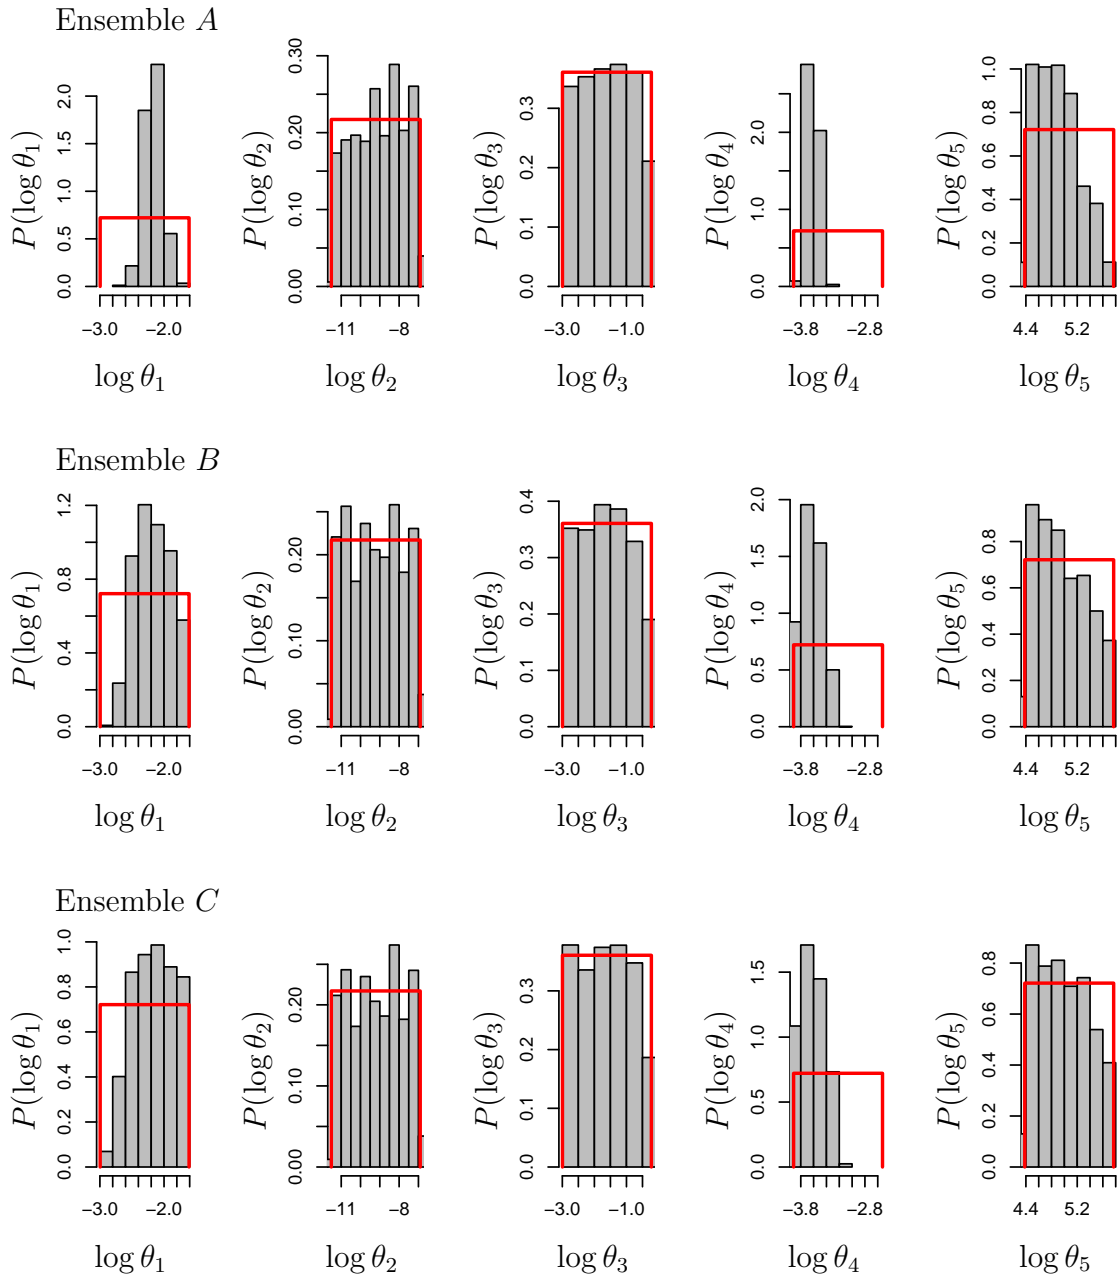 Ensemble A
P(log θ₁)
0.0 0.5 1.0 1.5 2.0
−3.0 −2.0
log θ₁
P(log θ₂)
0.00 0.10 0.20 0.30
−11 −8
log θ₂
P(log θ₃)
0.0 0.1 0.2 0.3
−3.0 −1.0
log θ₃
P(log θ₄)
0.0 1.0 2.0
−3.8 −2.8
log θ₄
P(log θ₅)
0.0 0.2 0.4 0.6 0.8 1.0
4.4 5.2
log θ₅
Ensemble B
P(log θ₁)
0.0 0.4 0.8 1.2
−3.0 −2.0
log θ₁
P(log θ₂)
0.00 0.10 0.20
−11 −8
log θ₂
P(log θ₃)
0.0 0.1 0.2 0.3 0.4
−3.0 −1.0
log θ₃
P(log θ₄)
0.0 0.5 1.0 1.5 2.0
−3.8 −2.8
log θ₄
P(log θ₅)
0.0 0.2 0.4 0.6 0.8
4.4 5.2
log θ₅
Ensemble C
P(log θ₁)
0.0 0.2 0.4 0.6 0.8 1.0
−3.0 −2.0
log θ₁
P(log θ₂)
0.00 0.10 0.20
−11 −8
log θ₂
P(log θ₃)
0.0 0.1 0.2 0.3
−3.0 −1.0
log θ₃
P(log θ₄)
0.0 0.5 1.0 1.5
−3.8 −2.8
log θ₄
P(log θ₅)
0.0 0.2 0.4 0.6 0.8
4.4 5.2
log θ₅